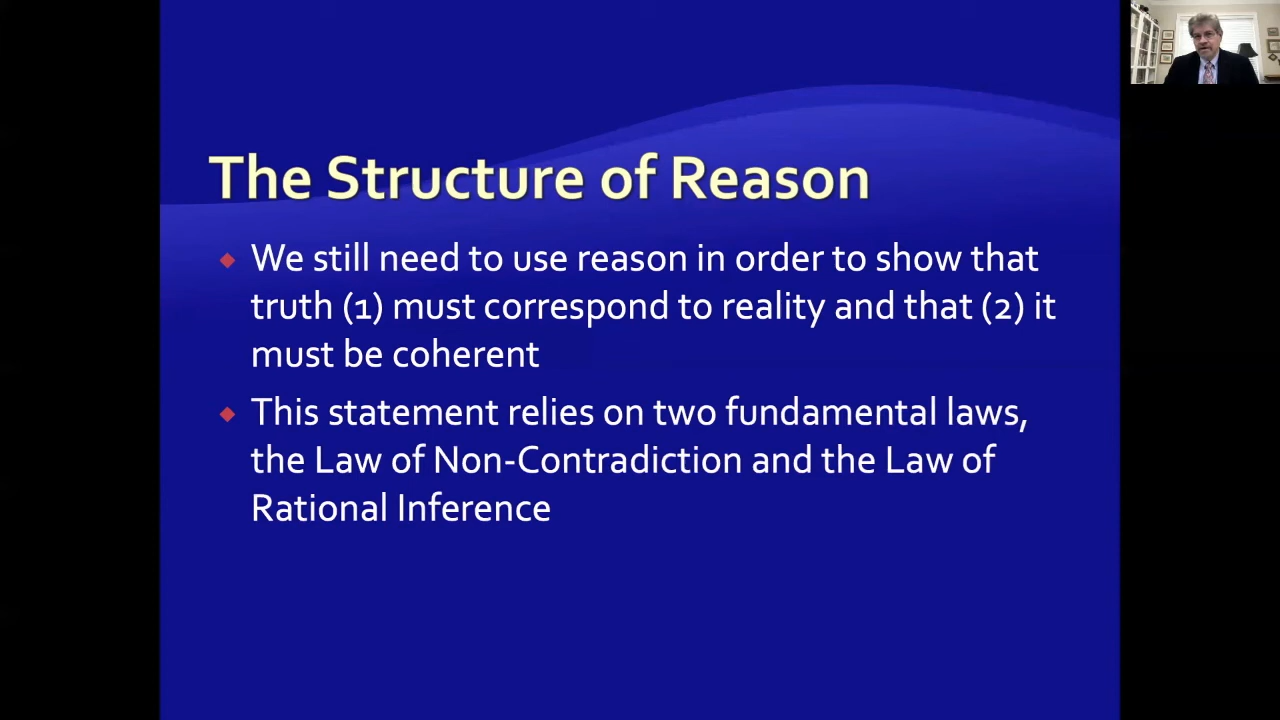 The Structure of Reason
We still need to use reason in order to show that
truth (1) must correspond to reality and that (2) it
must be coherent
This statement relies on two fundamental laws,
the Law of Non-Contradiction and the Law of
Rational Inference